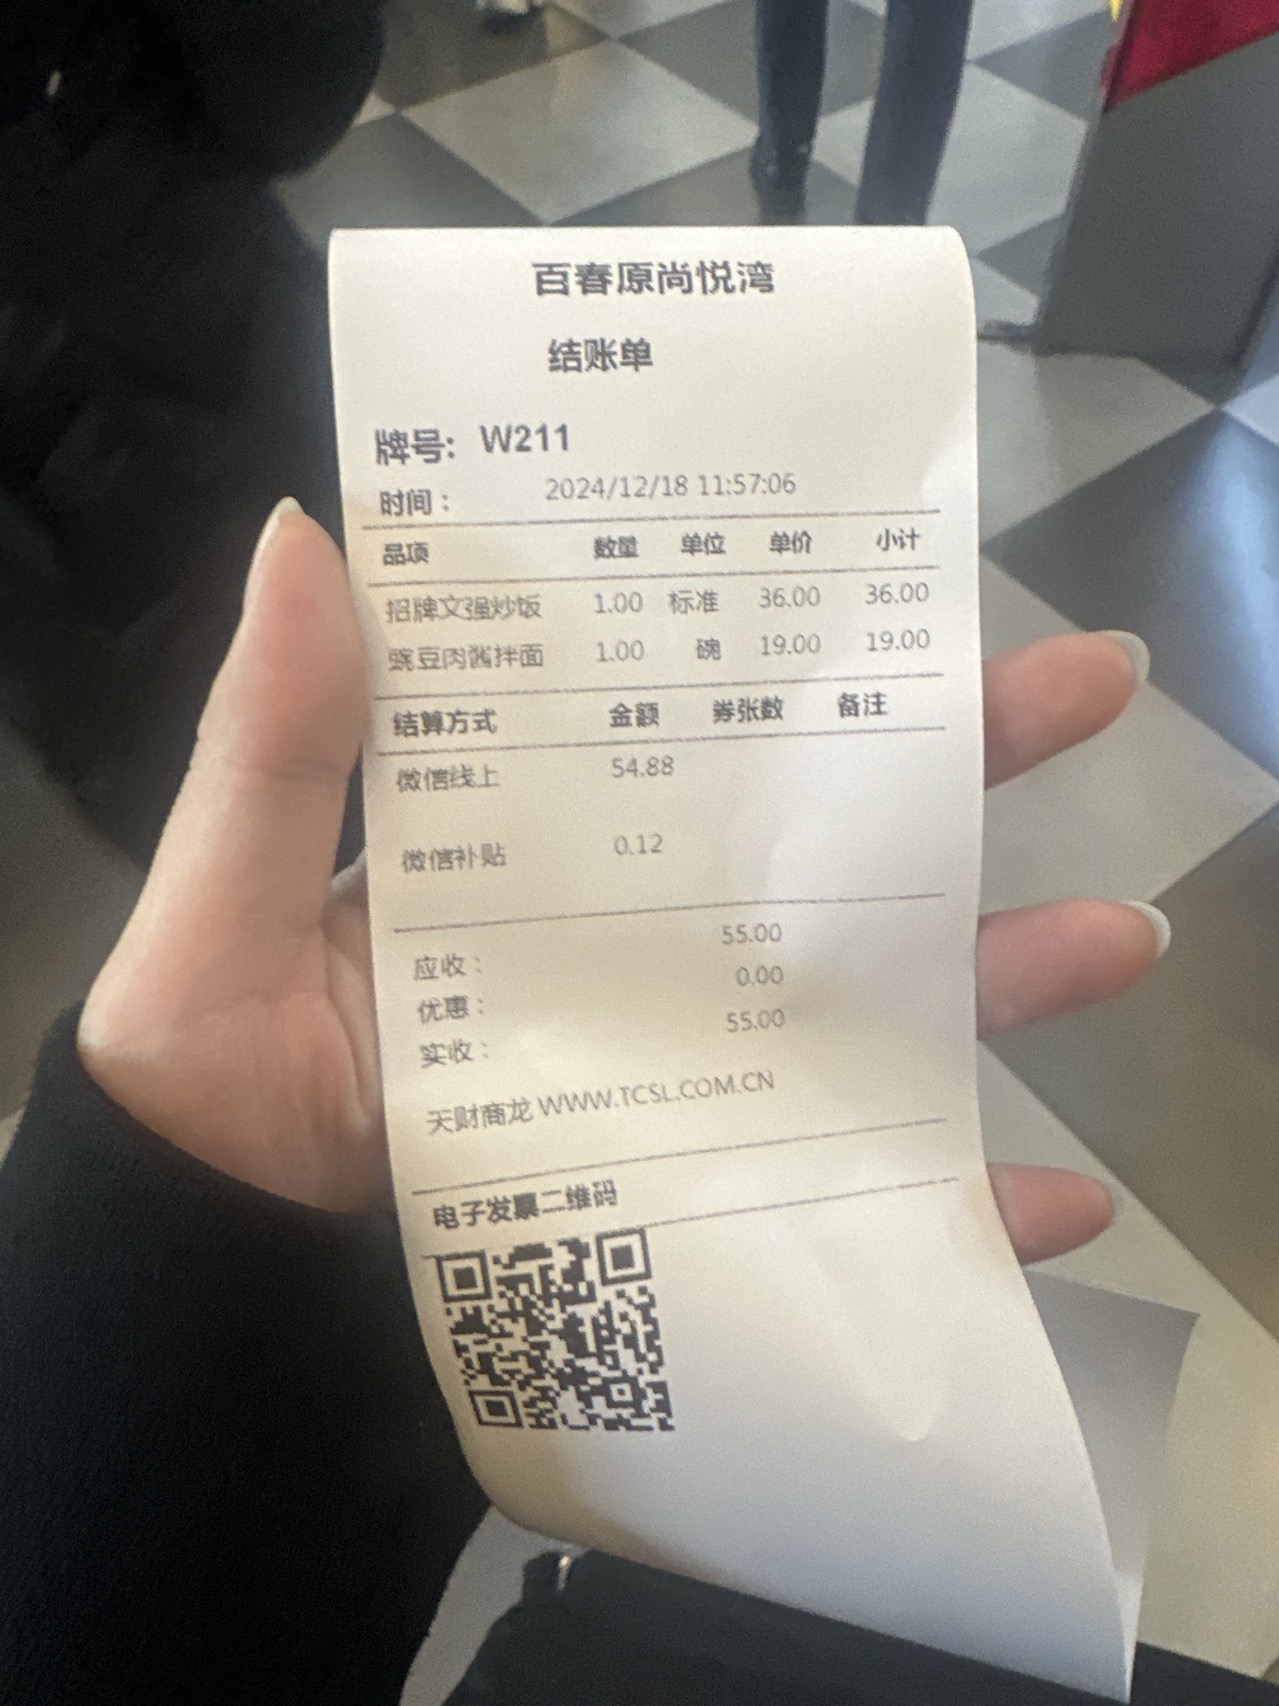 百春原尚悦湾
结账单
牌号: W211
时间： 2024/12/18 11:57:06
品项 数量 单位 单价 小计
招牌文强炒饭 1.00 标准 36.00 36.00
豌豆肉酱拌面 1.00 碗 19.00 19.00
结算方式 金额 券张数 备注
微信线上 54.88
微信补贴 0.12
应收： 55.00
优惠： 0.00
实收： 55.00
天财商龙 WWW.TCSL.COM.CN
电子发票二维码